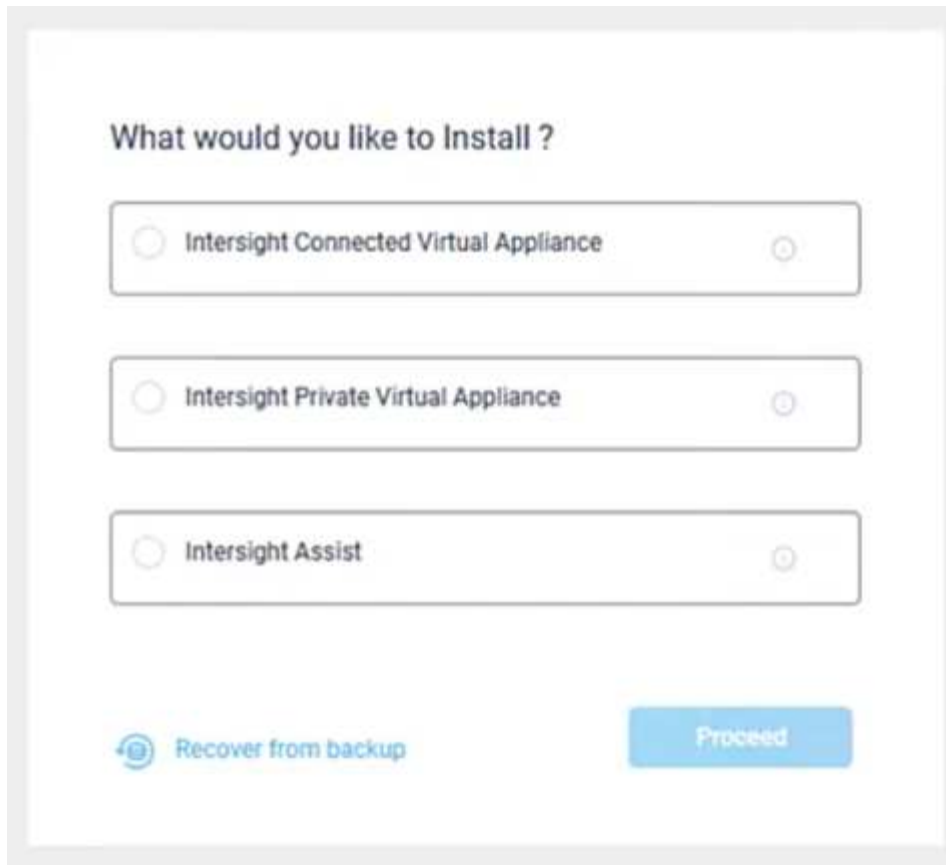 What would you like to Install ?
Intersight Connected Virtual Appliance
Intersight Private Virtual Appliance
Intersight Assist
Recover from backup
Proceed